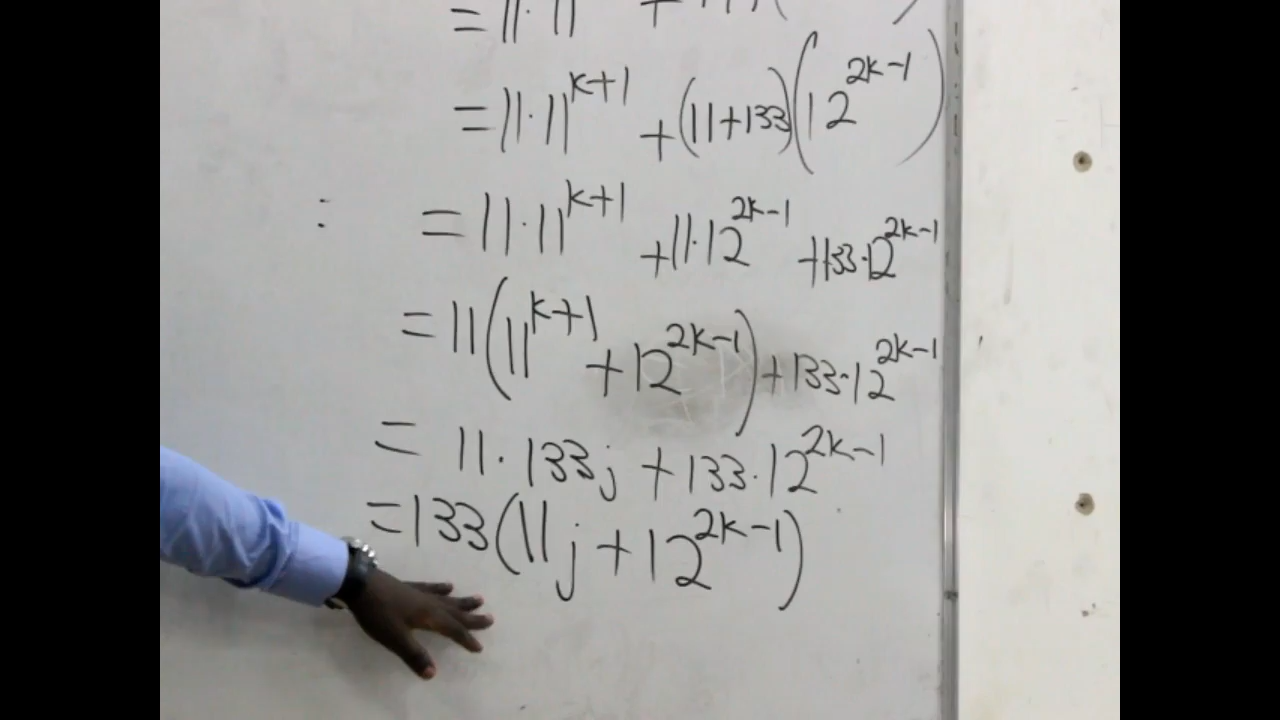 = 11·11 + 
= 11·11^{k+1} + (11+133)(12^{2k-1})
: = 11·11^{k+1} + 11·12^{2k-1} + 133·12^{2k-1}
= 11(11^{k+1} + 12^{2k-1}) + 133·12^{2k-1}
= 11·133j + 133·12^{2k-1}
= 133(11j + 12^{2k-1})